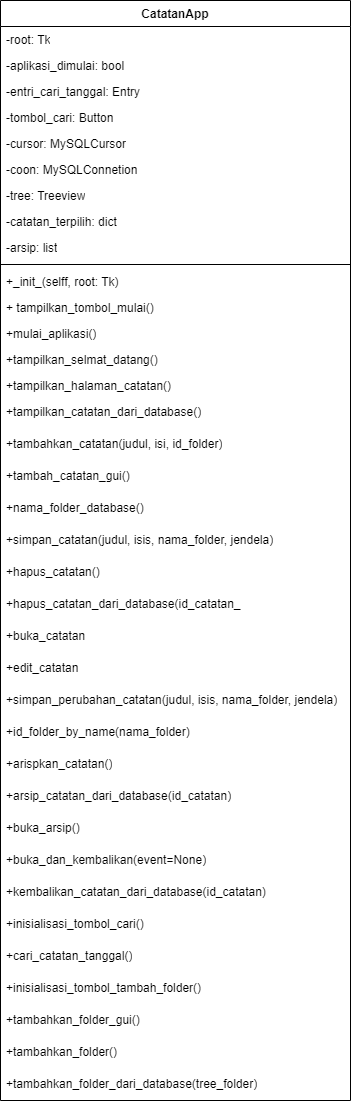 CatatanApp
-root: Tk
-aplikasi_dimulai: bool
-entri_cari_tanggal: Entry
-tombol_cari: Button
-cursor: MySQLCursor
-coon: MySQLConnetion
-tree: Treeview
-catatan_terpilih: dict
-arsip: list
+_init_(selff, root: Tk)
+ tampilkan_tombol_mulai()
+mulai_aplikasi()
+tampilkan_selmat_datang()
+tampilkan_halaman_catatan()
+tampilkan_catatan_dari_database()
+tambahkan_catatan(judul, isi, id_folder)
+tambah_catatan_gui()
+nama_folder_database()
+simpan_catatan(judul, isis, nama_folder, jendela)
+hapus_catatan()
+hapus_catatan_dari_database(id_catatan_
+buka_catatan
+edit_catatan
+simpan_perubahan_catatan(judul, isis, nama_folder, jendela)
+id_folder_by_name(nama_folder)
+arispkan_catatan()
+arsip_catatan_dari_database(id_catatan)
+buka_arsip()
+buka_dan_kembalikan(event=None)
+kembalikan_catatan_dari_database(id_catatan)
+inisialisasi_tombol_cari()
+cari_catatan_tanggal()
+inisialisasi_tombol_tambah_folder()
+tambahkan_folder_gui()
+tambahkan_folder()
+tambahkan_folder_dari_database(tree_folder)